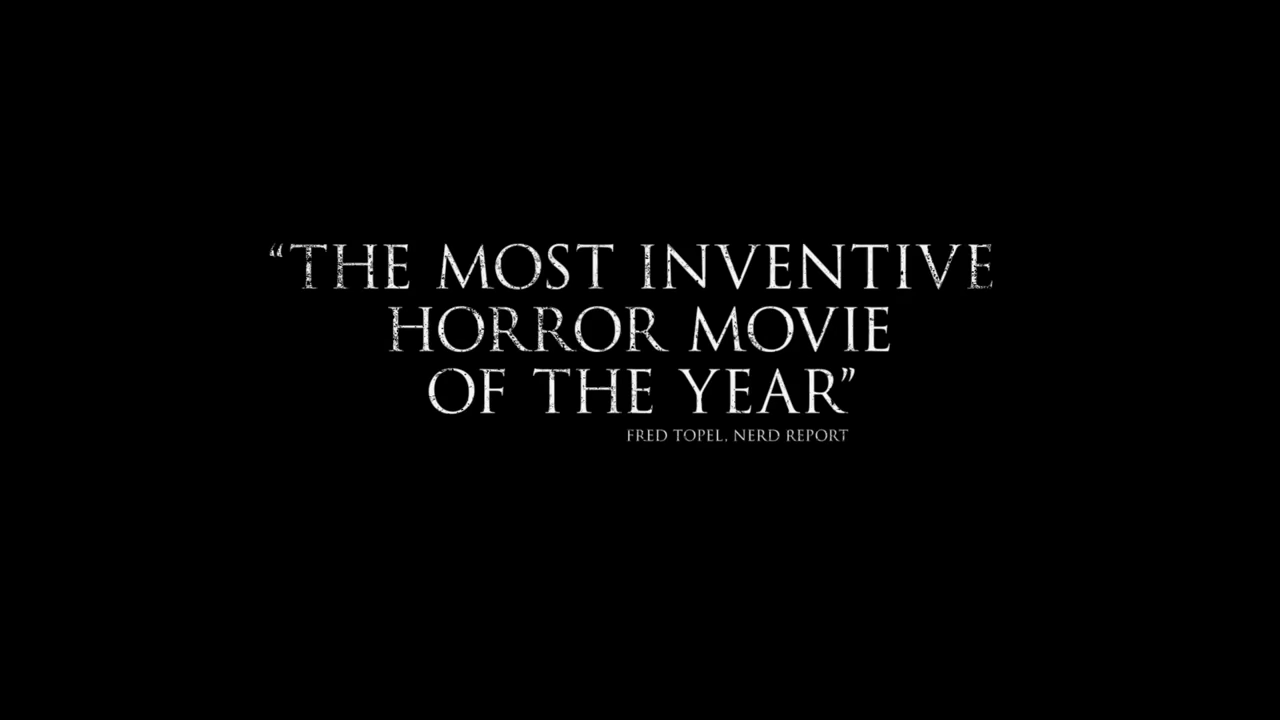 “THE MOST INVENTIVE
HORROR MOVIE
OF THE YEAR”
FRED TOPEL, NERD REPORT